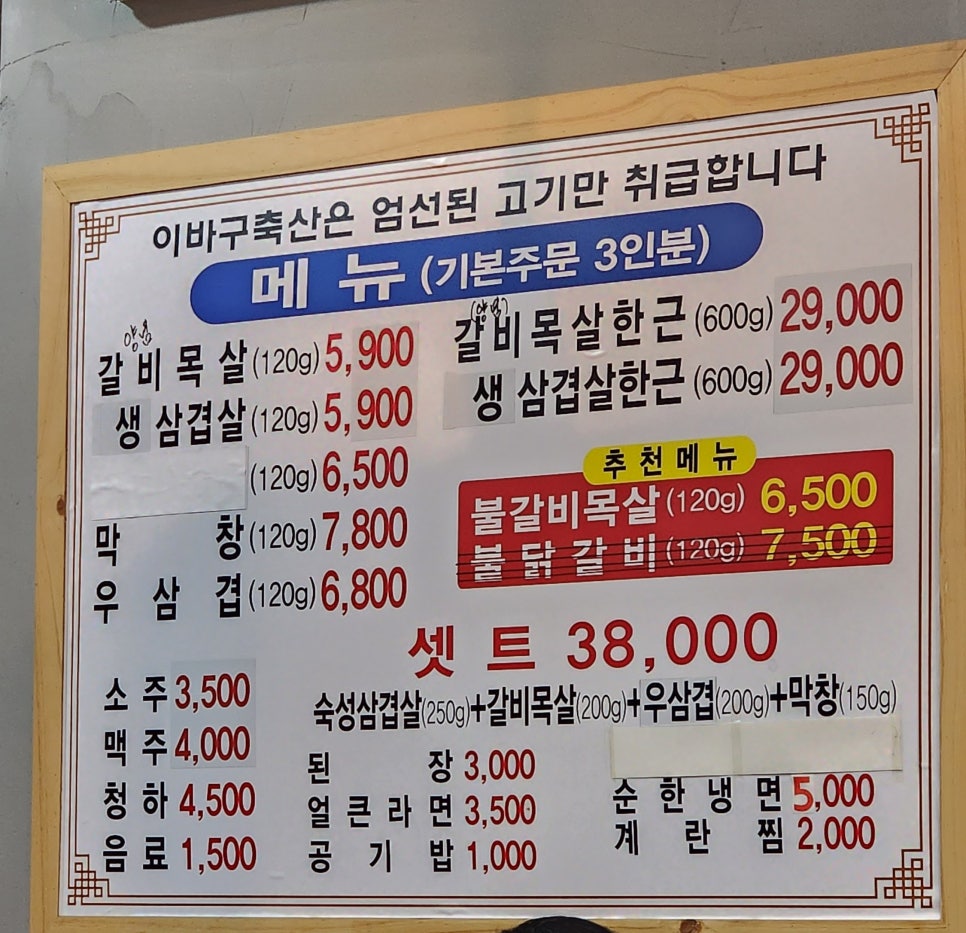 이바구축산은 엄선된 고기만 취급합니다
메 뉴 (기본주문 3인분)
양념
갈비목살 (120g) 5,900
생 삼겹살 (120g) 5,900
(120g) 6,500
막 창 (120g) 7,800
우 삼 겹 (120g) 6,800
(양념)
갈비목살한근 (600g) 29,000
생 삼겹살한근 (600g) 29,000
추천메뉴
불갈비목살 (120g) 6,500
불닭갈비 (120g) 7,500
셋 트 38,000
숙성삼겹살(250g)+갈비목살(200g)+우삼겹(200g)+막창(150g)
소주 3,500
맥주 4,000
청하 4,500
음료 1,500
된 장 3,000
얼큰라면 3,500
공 기 밥 1,000
순한냉면 5,000
계 란 찜 2,000